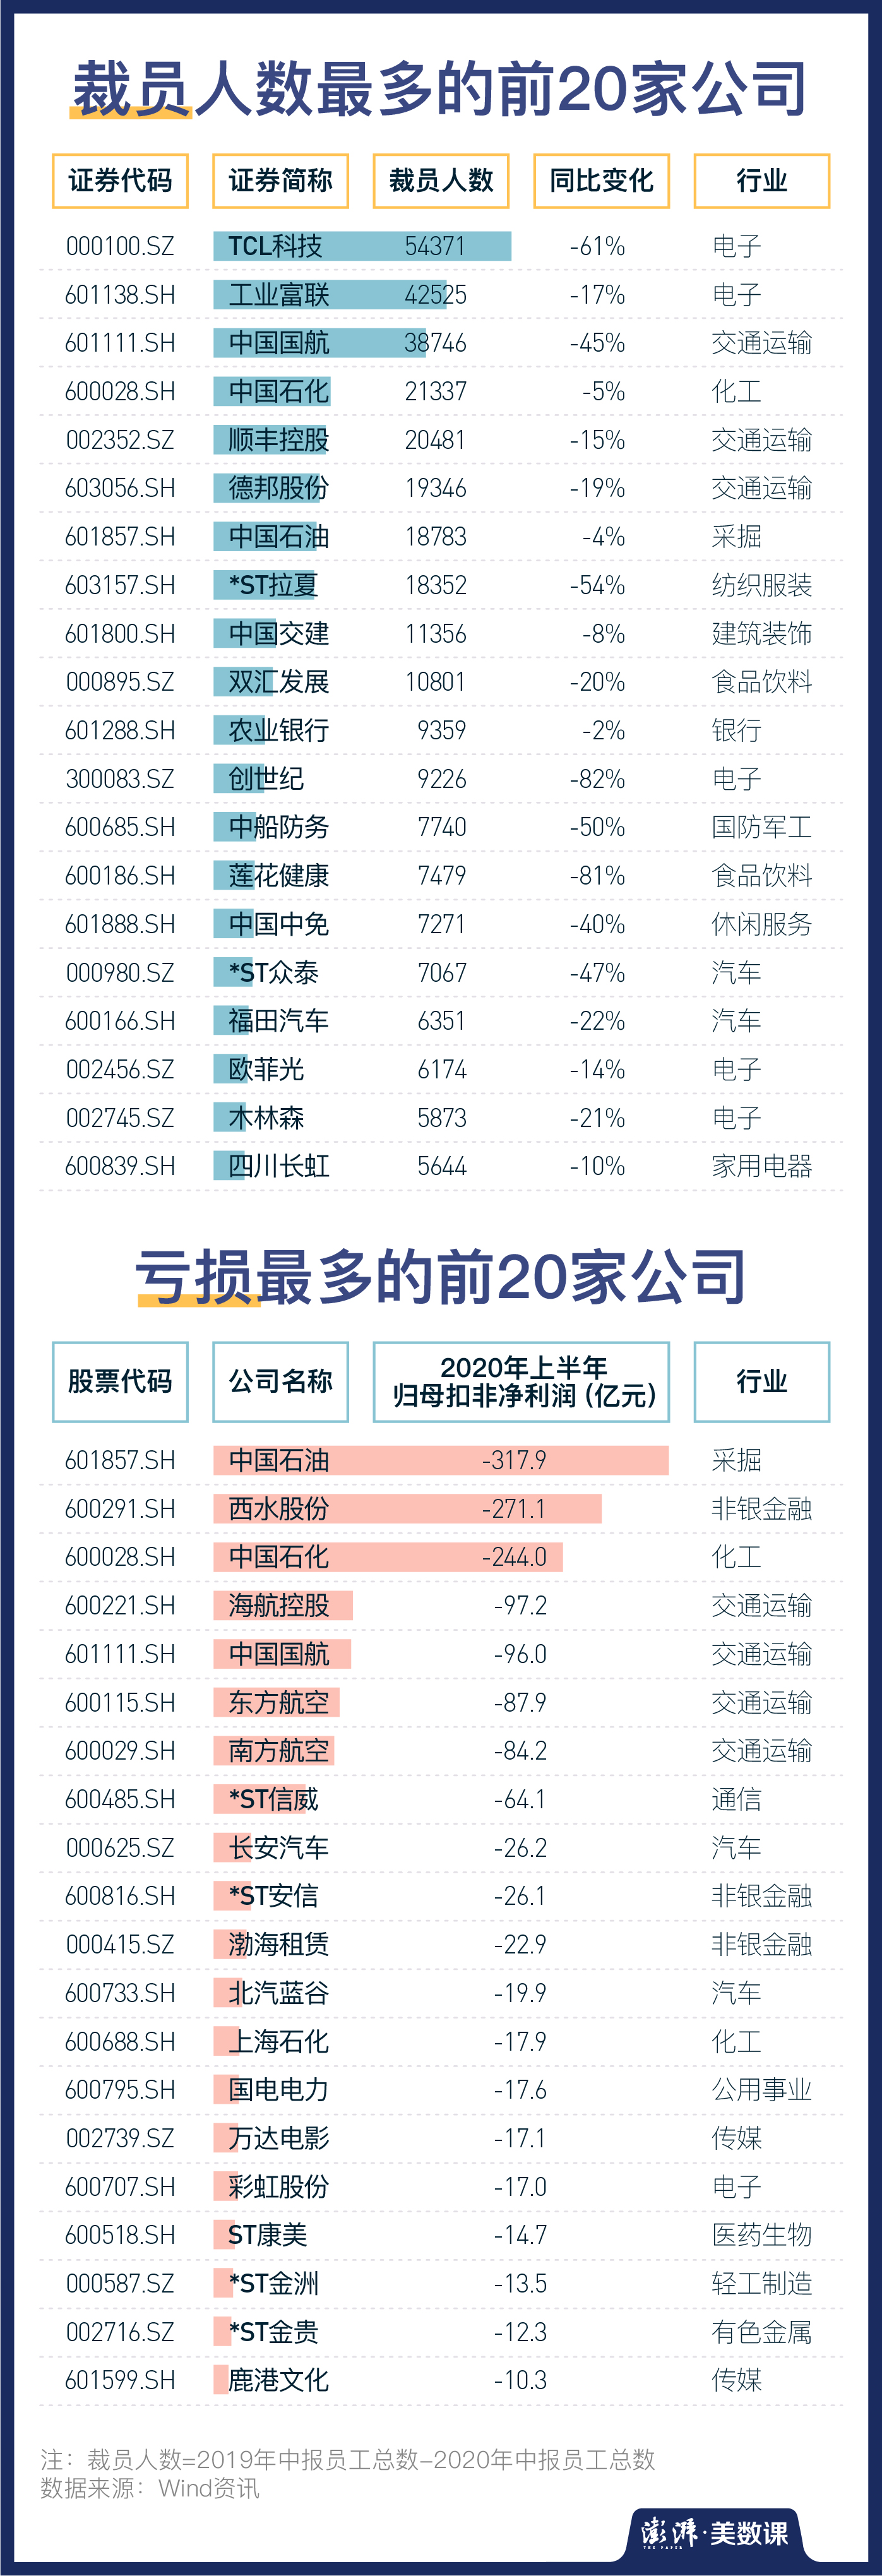 裁员人数最多的前20家公司
证券代码 证券简称 裁员人数 同比变化 行业
000100.SZ TCL科技 54371 -61% 电子
601138.SH 工业富联 42525 -17% 电子
601111.SH 中国国航 38746 -45% 交通运输
600028.SH 中国石化 21337 -5% 化工
002352.SZ 顺丰控股 20481 -15% 交通运输
603056.SH 德邦股份 19346 -19% 交通运输
601857.SH 中国石油 18783 -4% 采掘
603157.SH *ST拉夏 18352 -54% 纺织服装
601800.SH 中国交建 11356 -8% 建筑装饰
000895.SZ 双汇发展 10801 -20% 食品饮料
601288.SH 农业银行 9359 -2% 银行
300083.SZ 创世纪 9226 -82% 电子
600685.SH 中船防务 7740 -50% 国防军工
600186.SH 莲花健康 7479 -81% 食品饮料
601888.SH 中国中免 7271 -40% 休闲服务
000980.SZ *ST众泰 7067 -47% 汽车
600166.SH 福田汽车 6351 -22% 汽车
002456.SZ 欧菲光 6174 -14% 电子
002745.SZ 木林森 5873 -21% 电子
600839.SH 四川长虹 5644 -10% 家用电器
亏损最多的前20家公司
股票代码 公司名称 2020年上半年 行业
归母扣非净利润（亿元）
601857.SH 中国石油 -317.9 采掘
600291.SH 西水股份 -271.1 非银金融
600028.SH 中国石化 -244.0 化工
600221.SH 海航控股 -97.2 交通运输
601111.SH 中国国航 -96.0 交通运输
600115.SH 东方航空 -87.9 交通运输
600029.SH 南方航空 -84.2 交通运输
600485.SH *ST信威 -64.1 通信
000625.SZ 长安汽车 -26.2 汽车
600816.SH *ST安信 -26.1 非银金融
000415.SZ 渤海租赁 -22.9 非银金融
600733.SH 北汽蓝谷 -19.9 汽车
600688.SH 上海石化 -17.9 化工
600795.SH 国电电力 -17.6 公用事业
002739.SZ 万达电影 -17.1 传媒
600707.SH 彩虹股份 -17.0 电子
600518.SH ST康美 -14.7 医药生物
000587.SZ *ST金洲 -13.5 轻工制造
002716.SZ *ST金贵 -12.3 有色金属
601599.SH 鹿港文化 -10.3 传媒
注：裁员人数=2019年中报员工总数-2020年中报员工总数
数据来源：Wind资讯
澎湃·美数课
THE PAPER